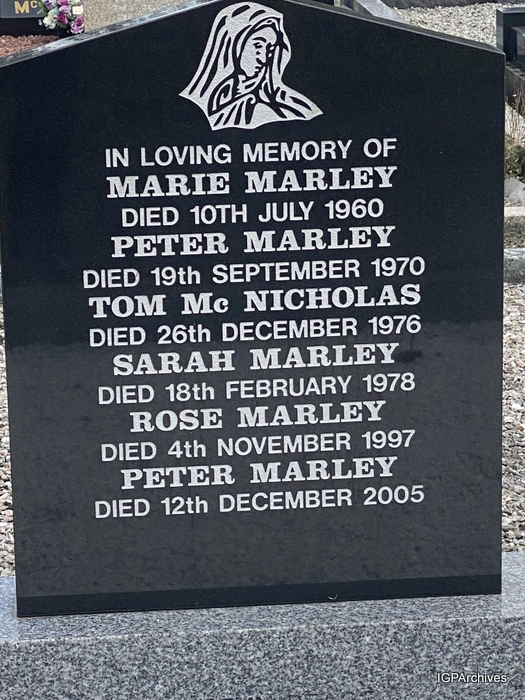 Mc
IN LOVING MEMORY OF
MARIE MARLEY
DIED 10TH JULY 1960
PETER MARLEY
DIED 19th SEPTEMBER 1970
TOM Mc NICHOLAS
DIED 26th DECEMBER 1976
SARAH MARLEY
DIED 18th FEBRUARY 1978
ROSE MARLEY
DIED 4th NOVEMBER 1997
PETER MARLEY
DIED 12th DECEMBER 2005
IGPArchives